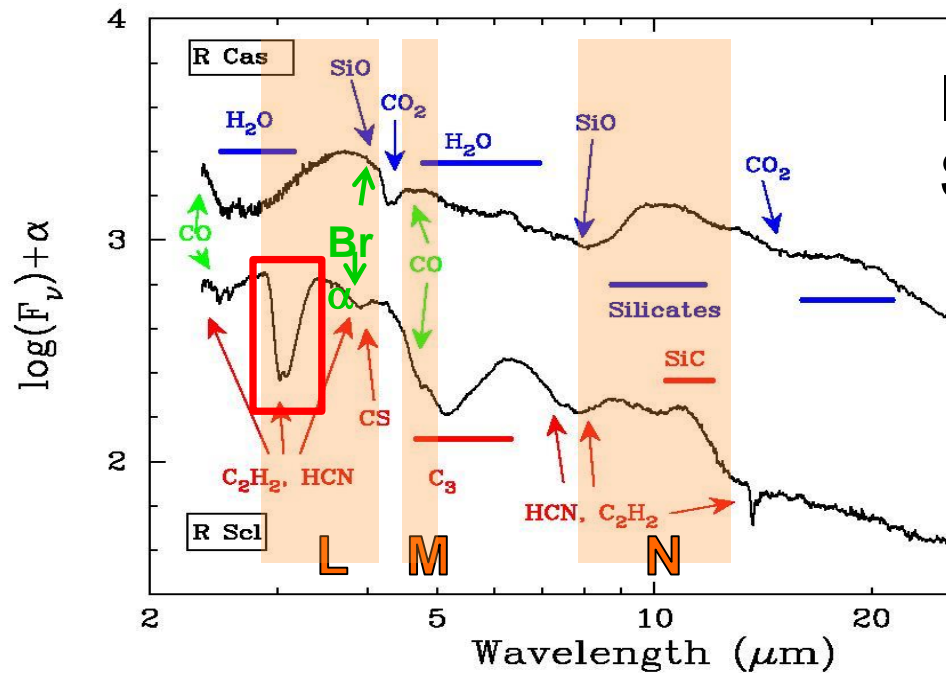 4
R Cas
SiO
CO₂
H₂O
H₂O
SiO
CO₂
3
CO
Br
α
CO
Silicates
SiC
CS
C₂H₂, HCN
C₃
HCN, C₂H₂
2
R Scl
L
M
N
2
5
10
20
Wavelength (μm)
log(F_ν)+α